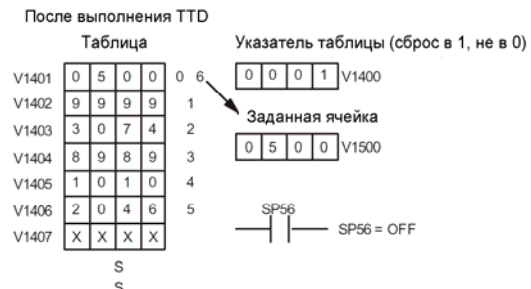 После выполнения TTD
Таблица
Указатель таблицы (сброс в 1, не в 0)
V1401 0 5 0 0 0 6
0 0 0 1 V1400
V1402 9 9 9 9 1
Заданная ячейка
V1403 3 0 7 4 2
0 5 0 0 V1500
V1404 8 9 8 9 3
V1405 1 0 1 0 4
V1406 2 0 4 6 5
SP56
SP56 = OFF
V1407 X X X X
S
S